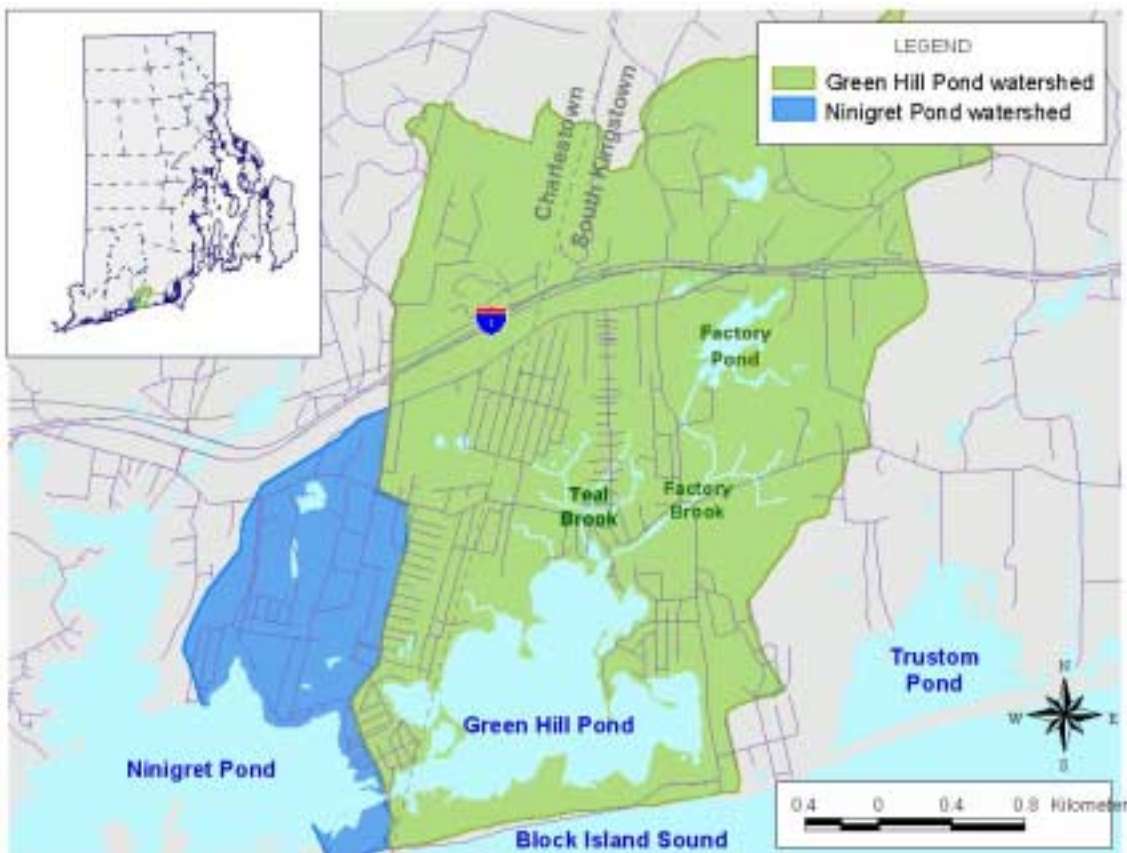 LEGEND
Green Hill Pond watershed
Ninigret Pond watershed
Charlestown
South Kingstown
1
Factory
Pond
Teal
Brook
Factory
Brook
Trustom
Pond
Green Hill Pond
Ninigret Pond
Block Island Sound
N
W
E
S
0.4 0 0.4 0.8 Kilometer